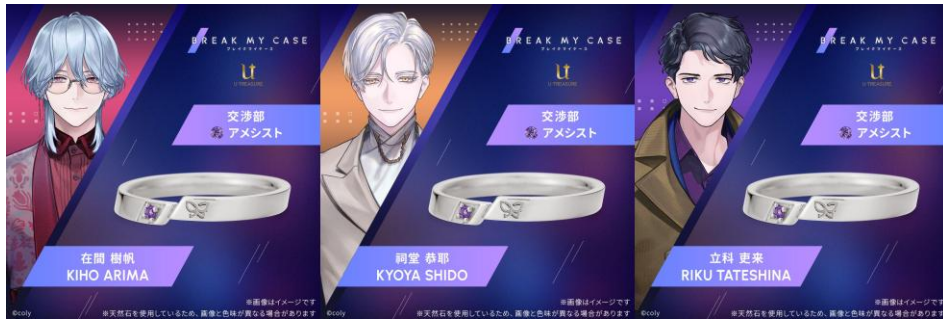 BREAK MY CASE
ブレイクマイケース
U-TREASURE
交渉部
アメシスト
在間 樹帆
KIHO ARIMA
※画像はイメージです
©coly
※天然石を使用しているため、画像と色味が異なる場合があります
BREAK MY CASE
ブレイクマイケース
U-TREASURE
交渉部
アメシスト
祠堂 恭耶
KYOYA SHIDO
※画像はイメージです
©coly
※天然石を使用しているため、画像と色味が異なる場合があります
BREAK MY CASE
ブレイクマイケース
U-TREASURE
交渉部
アメシスト
立科 更来
RIKU TATESHINA
※画像はイメージです
©coly
※天然石を使用しているため、画像と色味が異なる場合があります